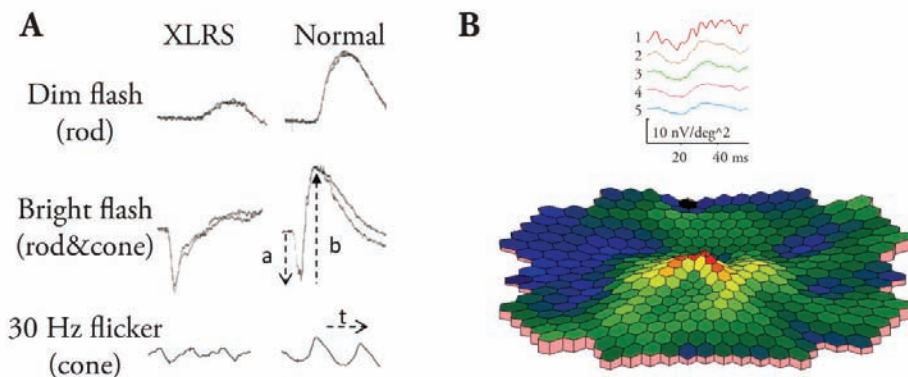 A
XLRS Normal
Dim flash
(rod)
Bright flash
(rod&cone)
a
b
30 Hz flicker
(cone)
t
B
1
2
3
4
5
10 nV/deg^2
20 40 ms